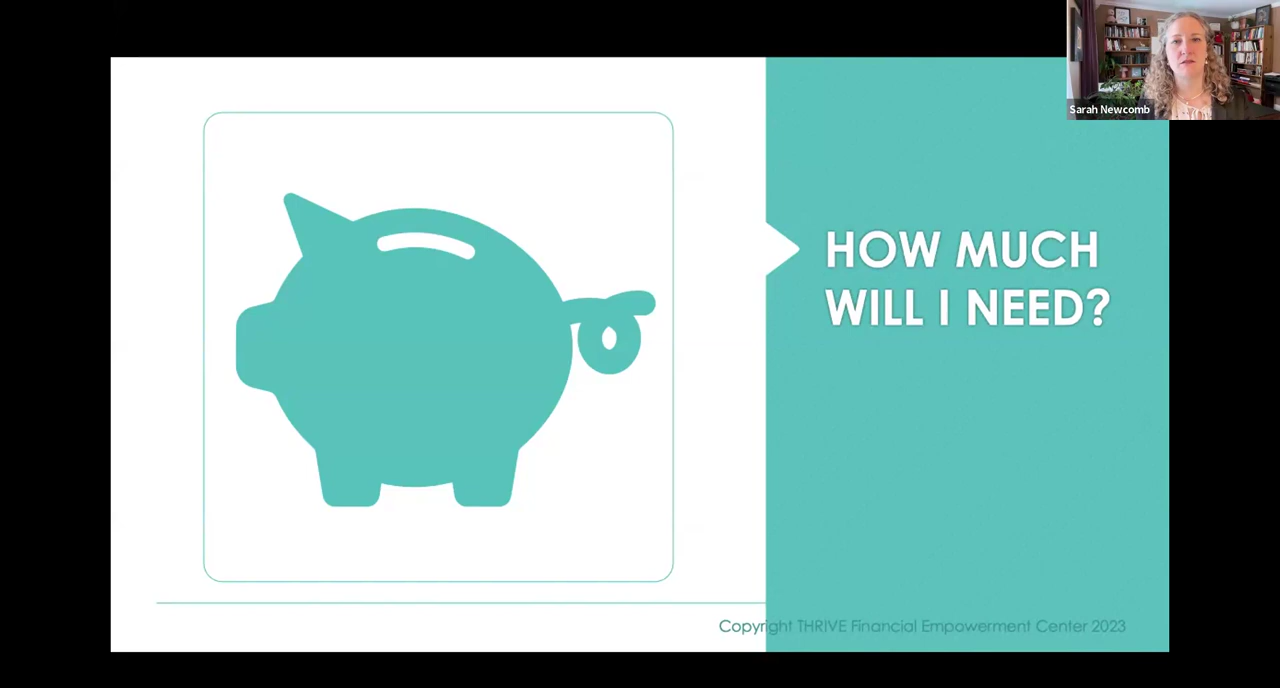 Sarah Newcomb
HOW MUCH
WILL I NEED?
Copyright THRIVE Financial Empowerment Center 2023